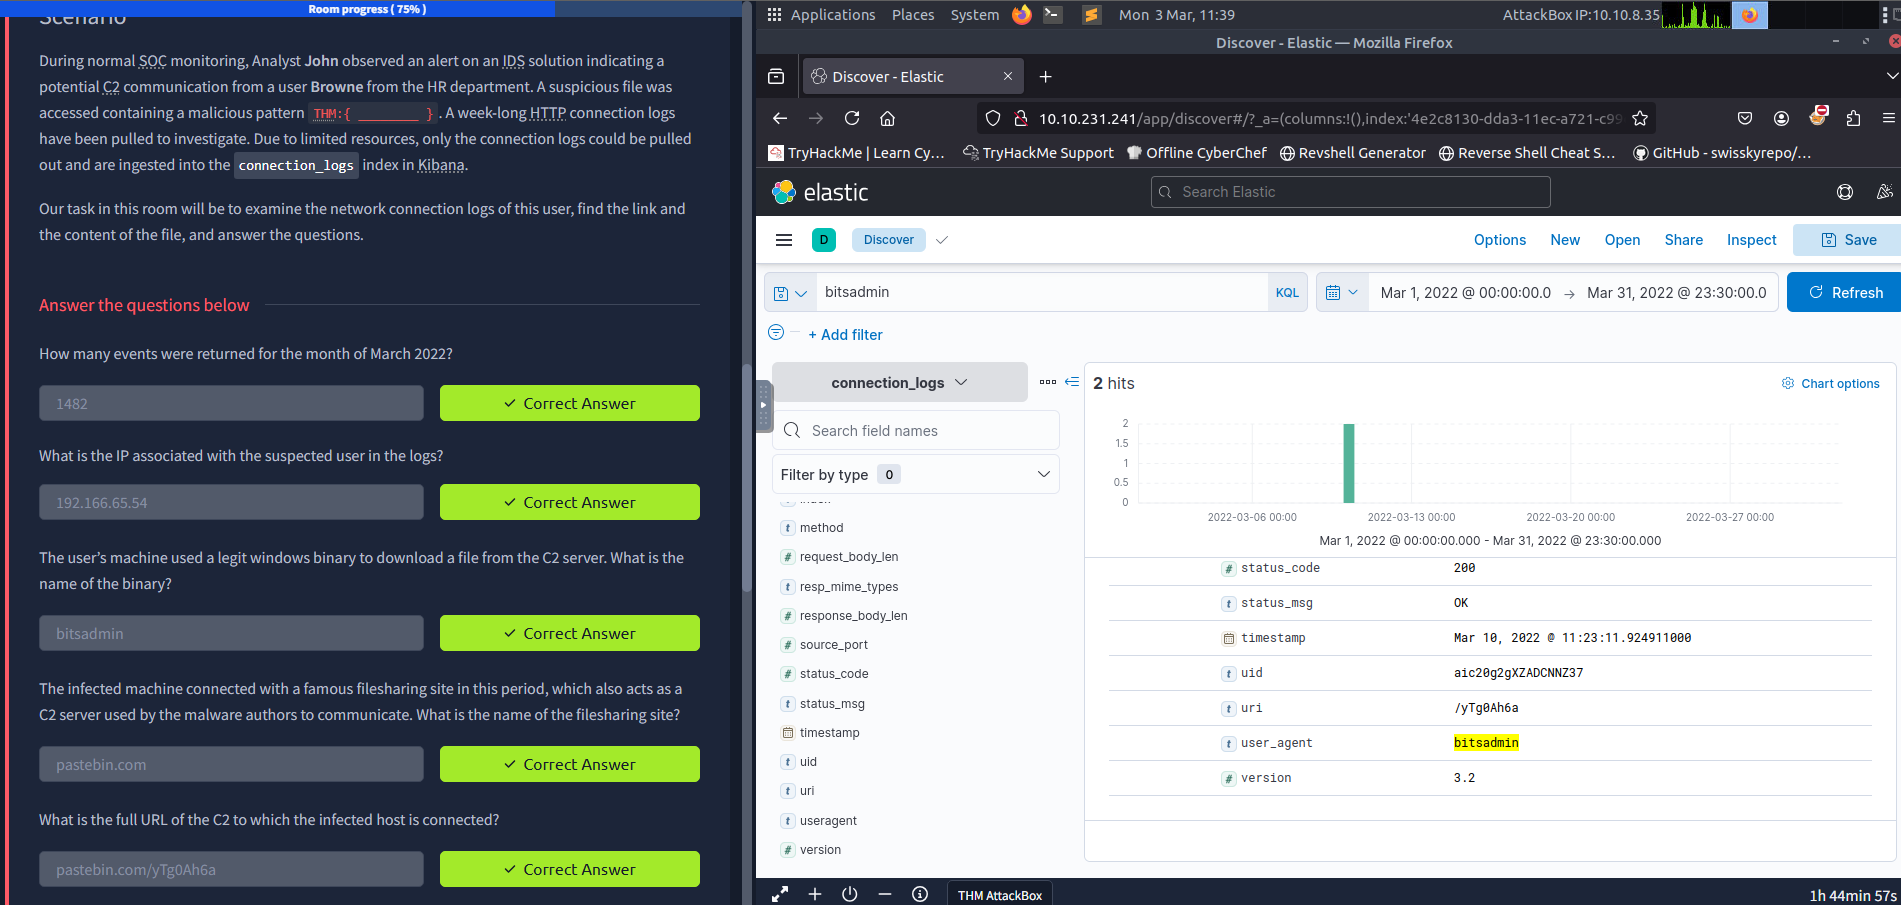 Room progress ( 75% )
Scenario
During normal SOC monitoring, Analyst John observed an alert on an IDS solution indicating a
potential C2 communication from a user Browne from the HR department. A suspicious file was
accessed containing a malicious pattern THM:{ ________ }. A week-long HTTP connection logs
have been pulled to investigate. Due to limited resources, only the connection logs could be pulled
out and are ingested into the connection_logs index in Kibana.
Our task in this room will be to examine the network connection logs of this user, find the link and
the content of the file, and answer the questions.
Answer the questions below
How many events were returned for the month of March 2022?
1482
Correct Answer
What is the IP associated with the suspected user in the logs?
192.166.65.54
Correct Answer
The user's machine used a legit windows binary to download a file from the C2 server. What is the
name of the binary?
bitsadmin
Correct Answer
The infected machine connected with a famous filesharing site in this period, which also acts as a
C2 server used by the malware authors to communicate. What is the name of the filesharing site?
pastebin.com
Correct Answer
What is the full URL of the C2 to which the infected host is connected?
pastebin.com/yTg0Ah6a
Correct Answer
Applications Places System Mon 3 Mar, 11:39 AttackBox IP:10.10.8.35
Discover - Elastic — Mozilla Firefox
Discover - Elastic
10.10.231.241/app/discover#/?_a=(columns:!(),index:'4e2c8130-dda3-11ec-a721-c99
TryHackMe | Learn Cy… TryHackMe Support Offline CyberChef Revshell Generator Reverse Shell Cheat S… GitHub - swisskyrepo/…
elastic
Search Elastic
D Discover Options New Open Share Inspect Save
bitsadmin KQL Mar 1, 2022 @ 00:00:00.0 → Mar 31, 2022 @ 23:30:00.0 Refresh
+ Add filter
connection_logs
Search field names
Filter by type 0
index
t method
# request_body_len
t resp_mime_types
# response_body_len
# source_port
# status_code
t status_msg
timestamp
t uid
t uri
t useragent
# version
2 hits
Chart options
2
1.5
1
0.5
0
2022-03-06 00:00 2022-03-13 00:00 2022-03-20 00:00 2022-03-27 00:00
Mar 1, 2022 @ 00:00:00.000 - Mar 31, 2022 @ 23:30:00.000
# status_code 200
t status_msg OK
timestamp Mar 10, 2022 @ 11:23:11.924911000
t uid aic20g2gXZADCNNZ37
t uri /yTg0Ah6a
t user_agent bitsadmin
# version 3.2
THM AttackBox
1h 44min 57s